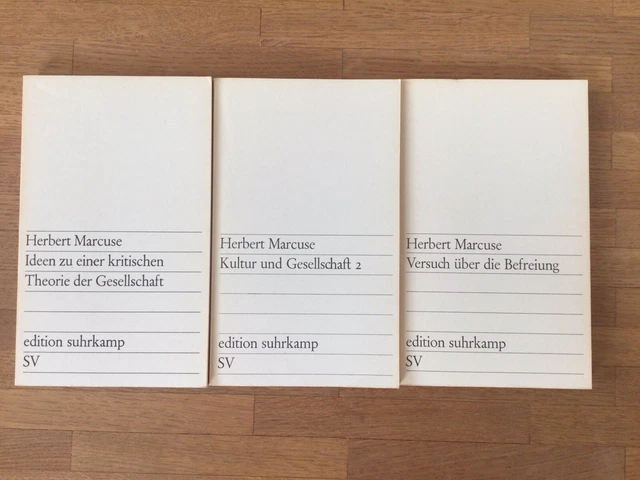 Herbert Marcuse
Ideen zu einer kritischen
Theorie der Gesellschaft
edition suhrkamp
SV
Herbert Marcuse
Kultur und Gesellschaft 2
edition suhrkamp
SV
Herbert Marcuse
Versuch über die Befreiung
edition suhrkamp
SV